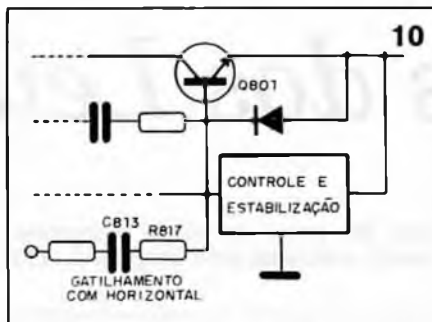 10
Q801
CONTROLE E
ESTABILIZAÇÃO
C813
R817
GATILHAMENTO
COM HORIZONTAL